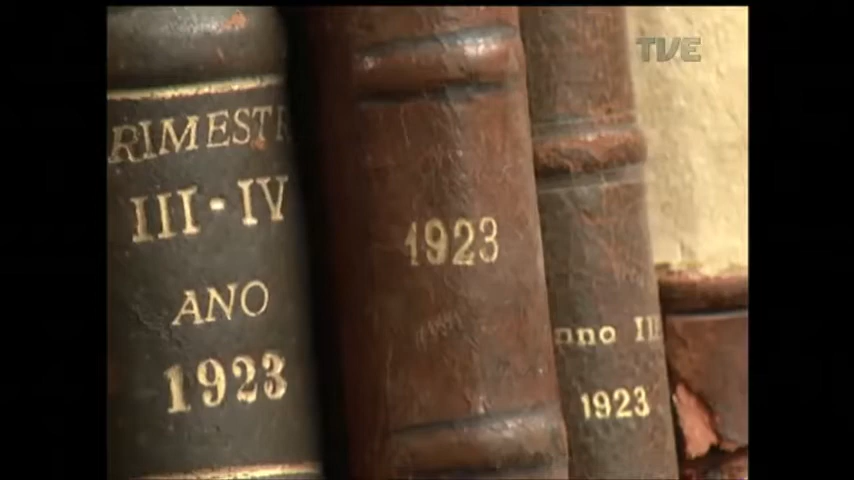 TVE
RIMESTR
III-IV
ANO
1923
1923
nno III
1923